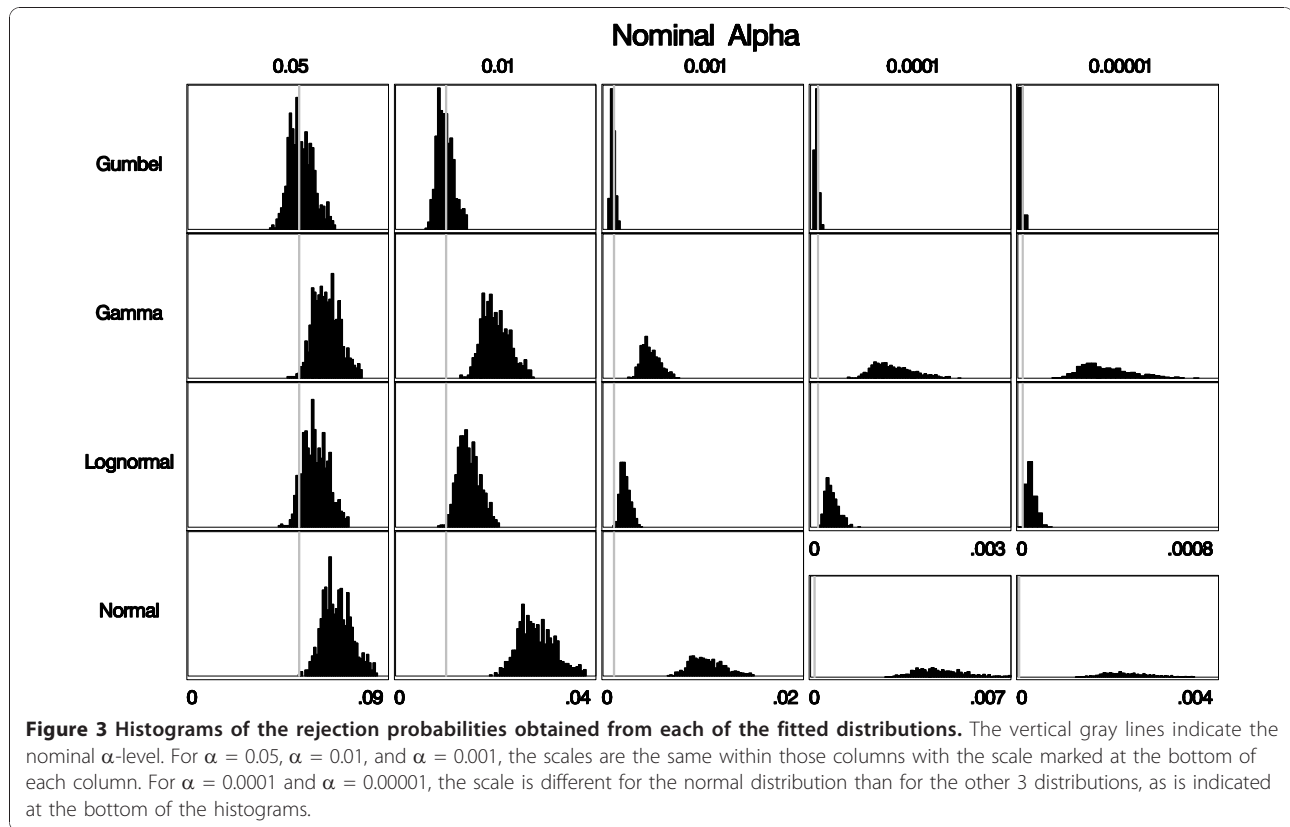 Nominal Alpha
0.05 0.01 0.001 0.0001 0.00001
Gumbel
Gamma
Lognormal
0 .003 0 .0008
Normal
0 .09 0 .04 0 .02 0 .007 0 .004
Figure 3 Histograms of the rejection probabilities obtained from each of the fitted distributions. The vertical gray lines indicate the
nominal α-level. For α = 0.05, α = 0.01, and α = 0.001, the scales are the same within those columns with the scale marked at the bottom of
each column. For α = 0.0001 and α = 0.00001, the scale is different for the normal distribution than for the other 3 distributions, as is indicated
at the bottom of the histograms.